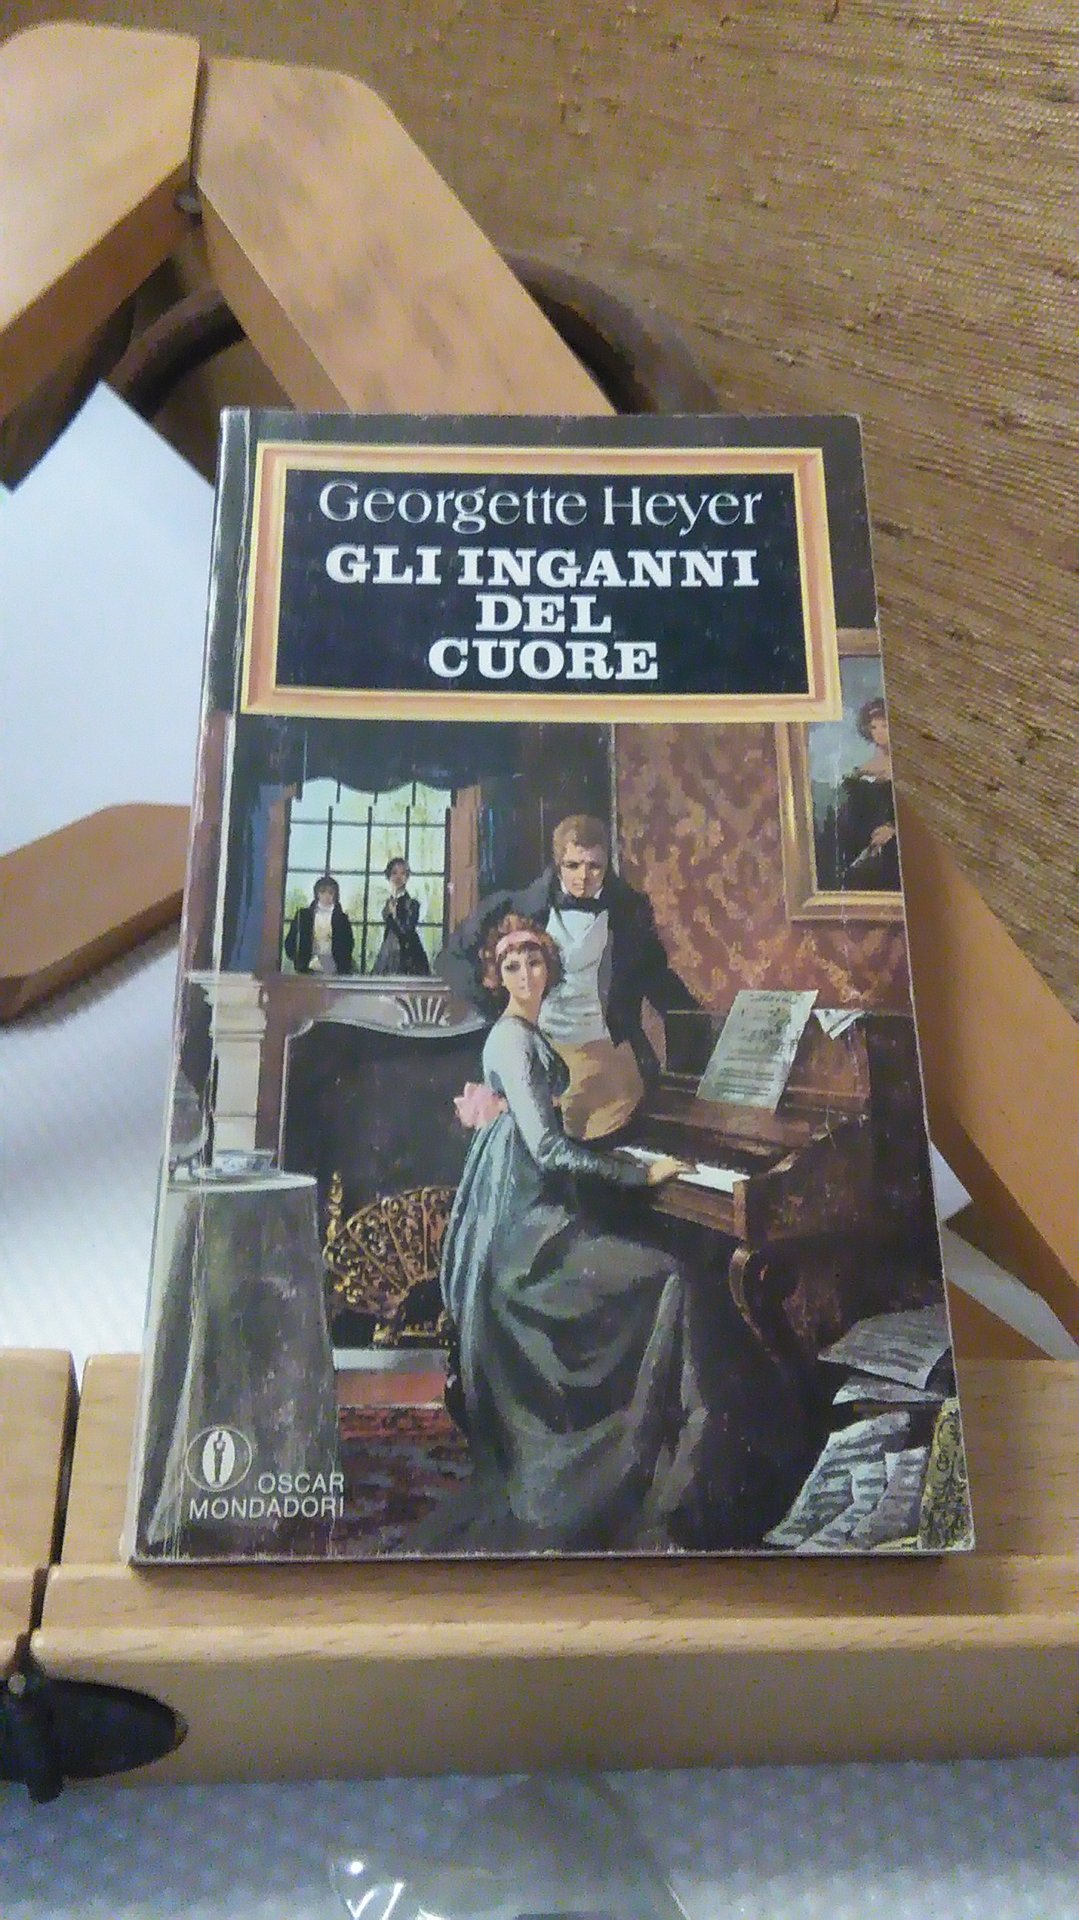 Georgette Heyer
GLI INGANNI
DEL
CUORE
OSCAR
MONDADORI